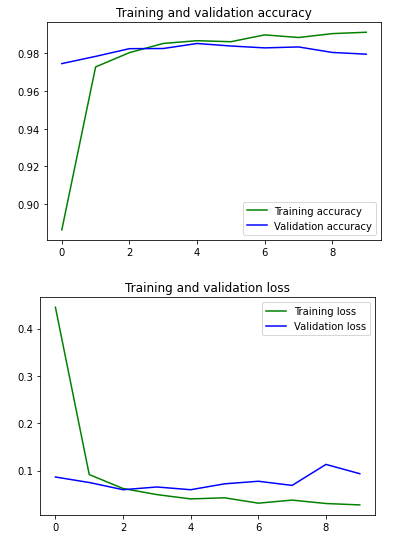 Training and validation accuracy
0.98
0.96
0.94
0.92
0.90
Training accuracy
Validation accuracy
0 2 4 6 8
Training and validation loss
Training loss
Validation loss
0.4
0.3
0.2
0.1
0 2 4 6 8